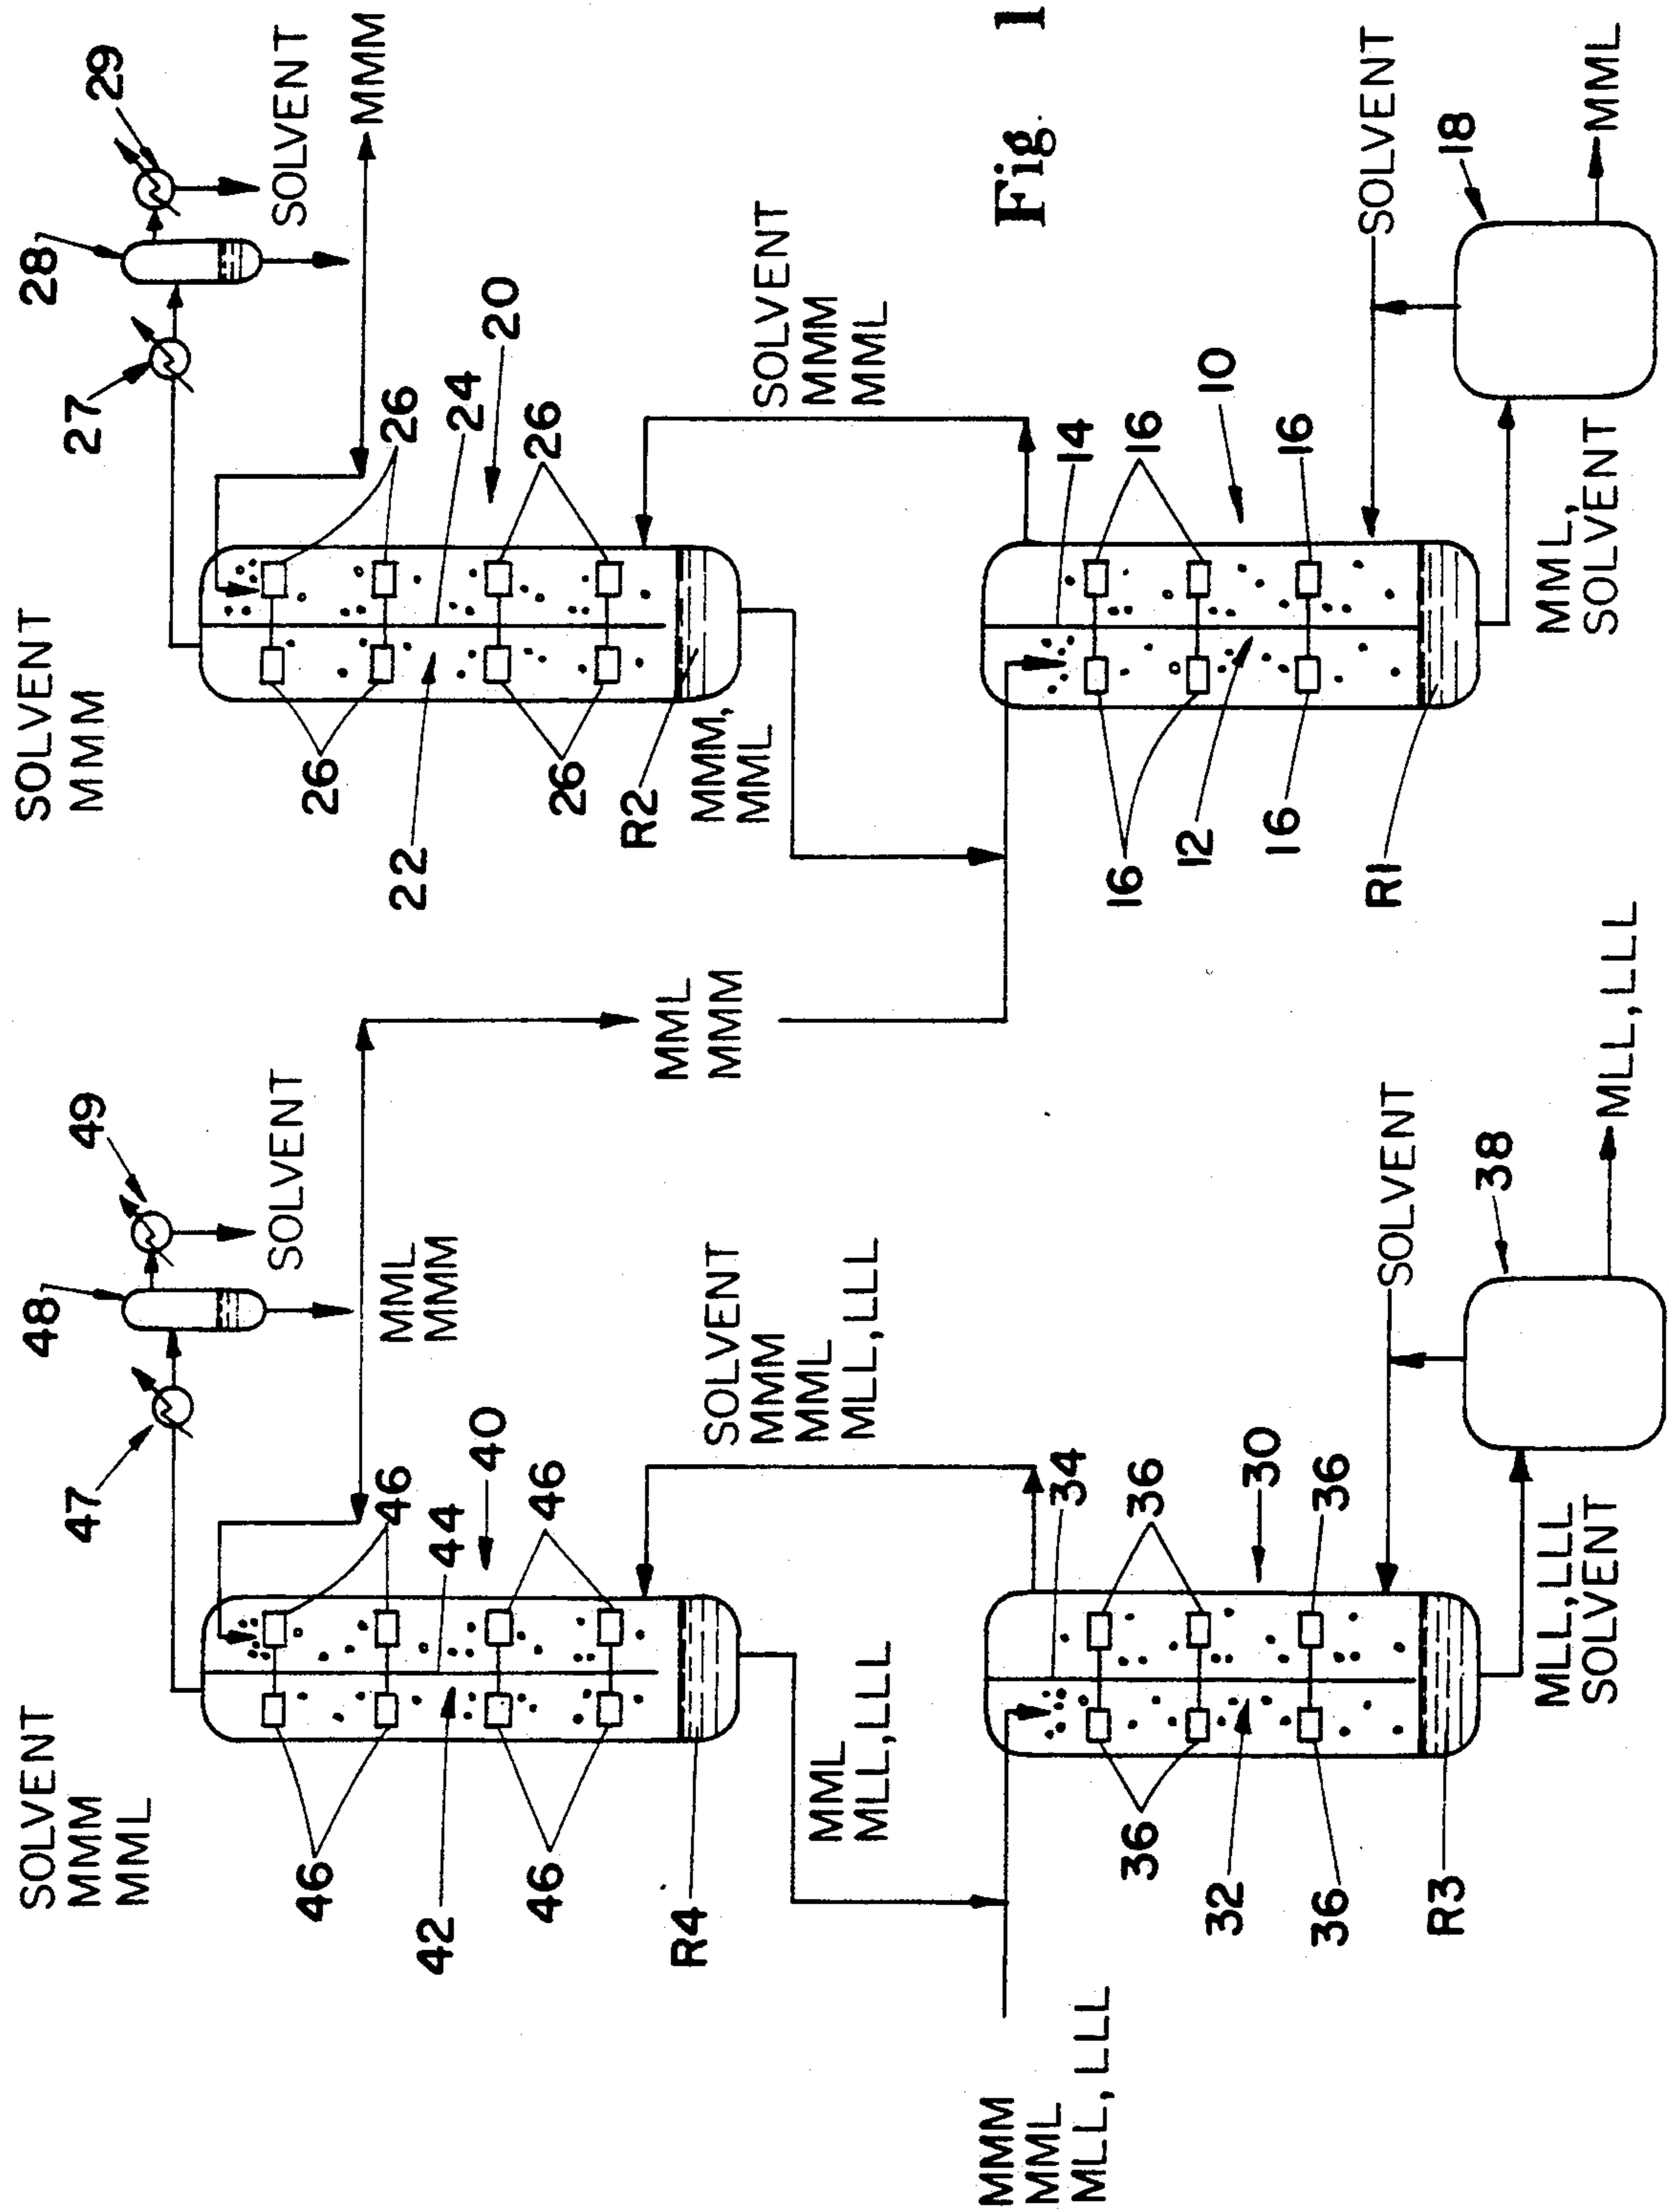 SOLVENT
MMM
MML
47
48
49
SOLVENT
MML
MMM
46
46
44
40
46
46
42
R4
MML
MLL,LLL
SOLVENT
MMM
MML
MLL,LLL
MMM
MML
MLL, LLL
34
36
30
36
36
32
36
R3
SOLVENT
38
MLL,LLL
SOLVENT
MLL,LLL
SOLVENT
MMM
27
28
29
SOLVENT
MMM
26
26
24
20
26
26
22
R2
MMM,
MML
MML
MMM
SOLVENT
MMM
MML
14
16
10
16
16
12
16
R1
SOLVENT
18
MML,
SOLVENT
MML
Fig. 1